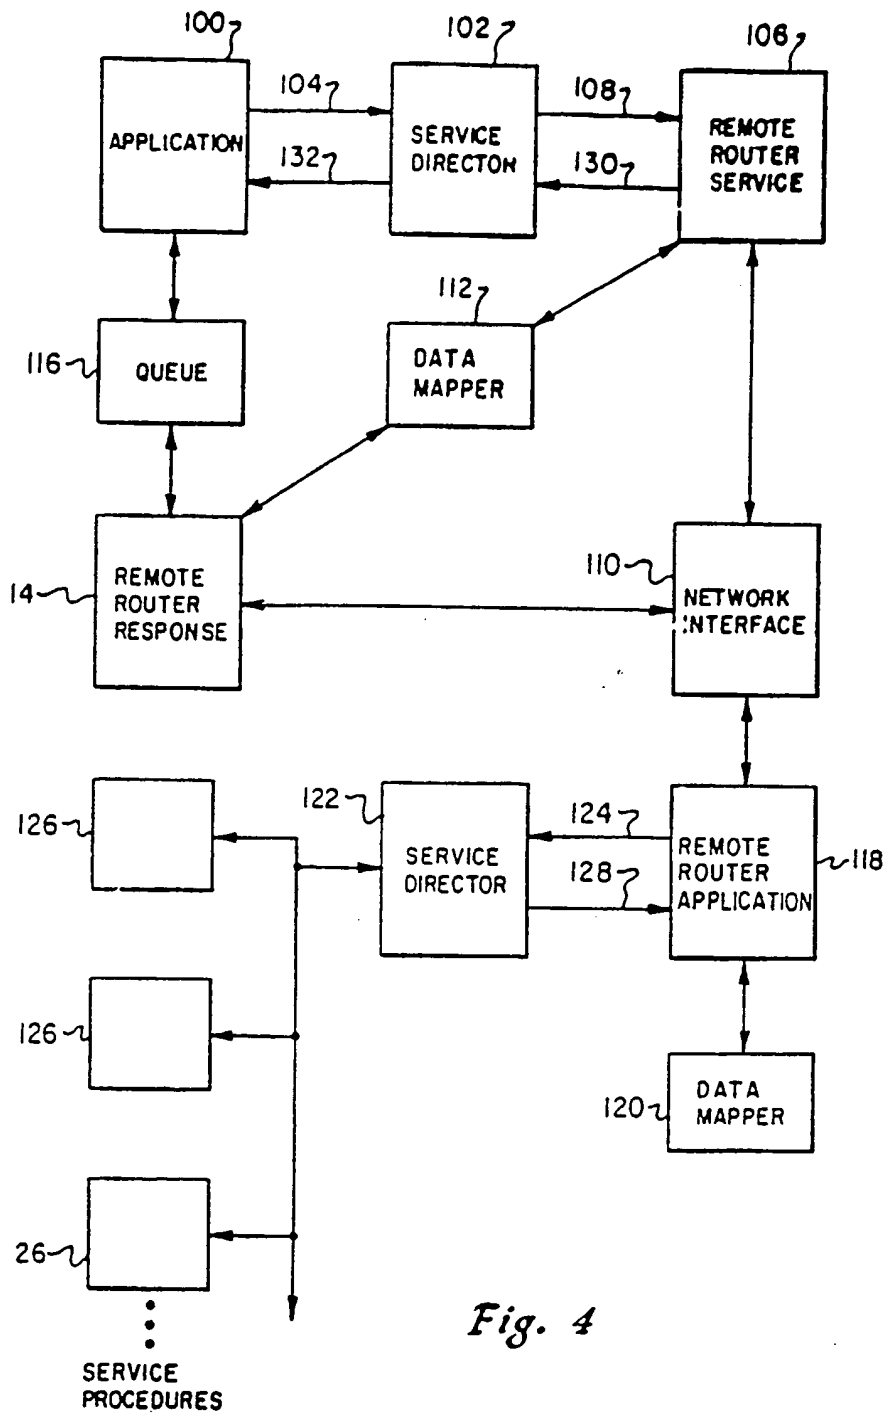 100
102
106
APPLICATION
104
132
SERVICE
DIRECTOR
108
130
REMOTE
ROUTER
SERVICE
112
DATA
MAPPER
116
QUEUE
14
REMOTE
ROUTER
RESPONSE
110
NETWORK
INTERFACE
126
122
SERVICE
DIRECTOR
124
128
REMOTE
ROUTER
APPLICATION
118
126
120
DATA
MAPPER
26
SERVICE
PROCEDURES
Fig. 4